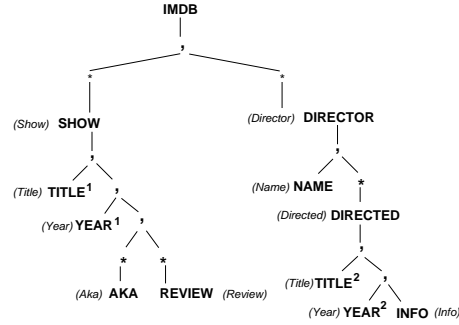 IMDB
,
* *
(Show) SHOW (Director) DIRECTOR
, ,
(Title) TITLE¹ , (Name) NAME *
(Year) YEAR¹ , (Directed) DIRECTED
* * ,
(Aka) AKA REVIEW (Review) (Title) TITLE² ,
(Year) YEAR² INFO (Info)